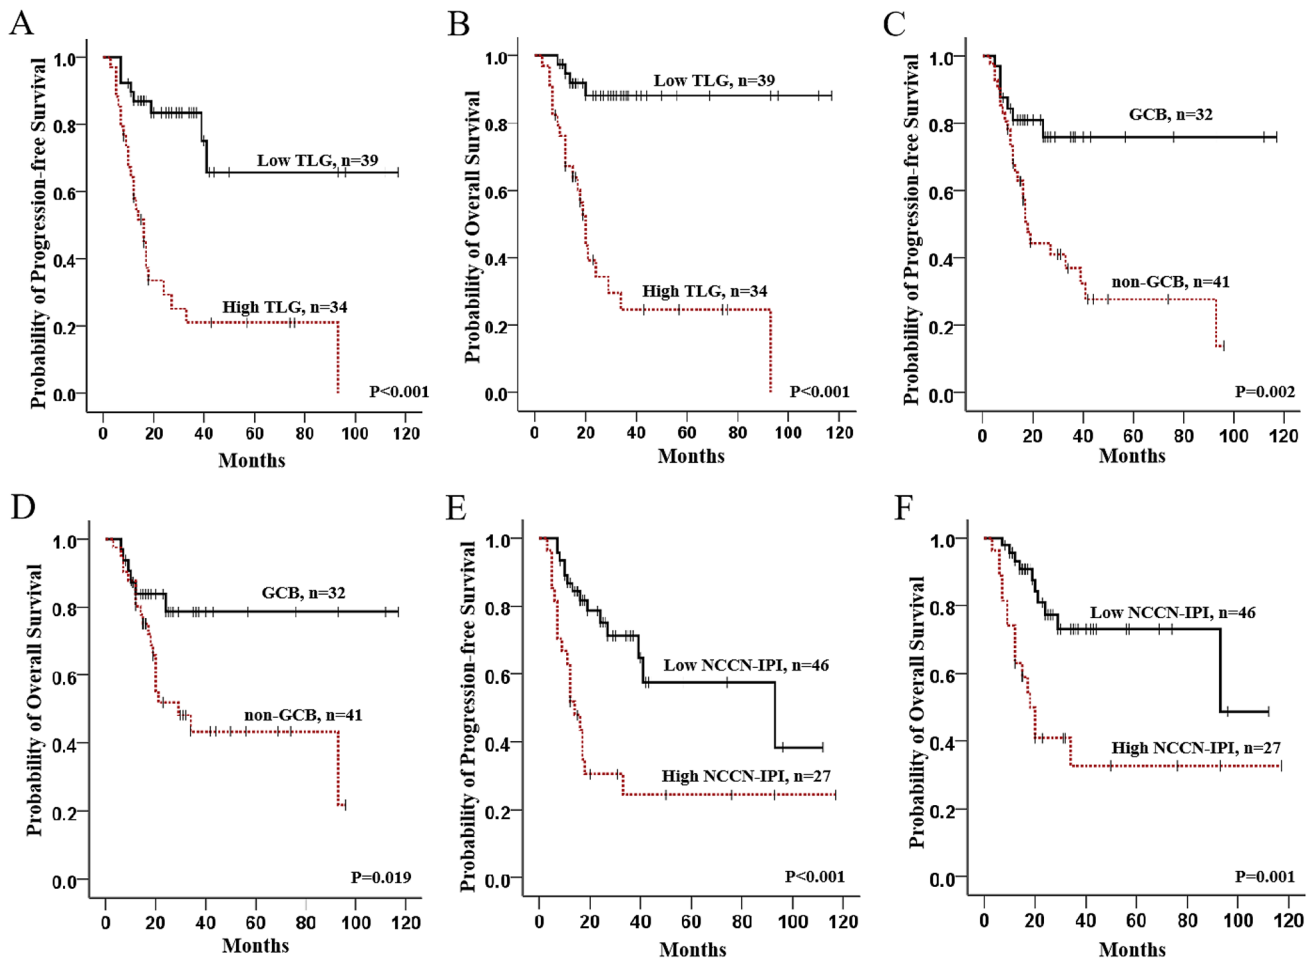 A
Probability of Progression-free Survival
1.0
0.8
0.6
0.4
0.2
0.0
Low TLG, n=39
High TLG, n=34
P<0.001
0 20 40 60 80 100 120
Months
B
Probability of Overall Survival
1.0
0.8
0.6
0.4
0.2
0.0
Low TLG, n=39
High TLG, n=34
P<0.001
0 20 40 60 80 100 120
Months
C
Probability of Progression-free Survival
1.0
0.8
0.6
0.4
0.2
0.0
GCB, n=32
non-GCB, n=41
P=0.002
0 20 40 60 80 100 120
Months
D
Probability of Overall Survival
1.0
0.8
0.6
0.4
0.2
0.0
GCB, n=32
non-GCB, n=41
P=0.019
0 20 40 60 80 100 120
Months
E
Probability of Progression-free Survival
1.0
0.8
0.6
0.4
0.2
0.0
Low NCCN-IPI, n=46
High NCCN-IPI, n=27
P<0.001
0 20 40 60 80 100 120
Months
F
Probability of Overall Survival
1.0
0.8
0.6
0.4
0.2
0.0
Low NCCN-IPI, n=46
High NCCN-IPI, n=27
P=0.001
0 20 40 60 80 100 120
Months